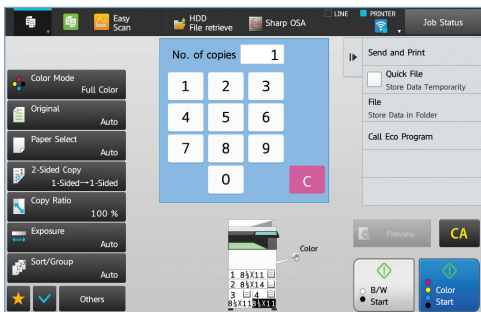 Easy
Scan
HDD
File retrieve
Sharp OSA
LINE
PRINTER
Job Status
No. of copies
1
Color Mode
Full Color
Original
Auto
Paper Select
Auto
2-Sided Copy
1-Sided→1-Sided
Copy Ratio
100 %
Exposure
Auto
Sort/Group
Auto
Others
1 2 3
4 5 6
7 8 9
0 C
Color
1 8½X11
2 8½X14
3 4
8½X11 8½X11
Send and Print
Quick File
Store Data Temporarily
File
Store Data in Folder
Call Eco Program
Preview
CA
B/W
Start
Color
Start